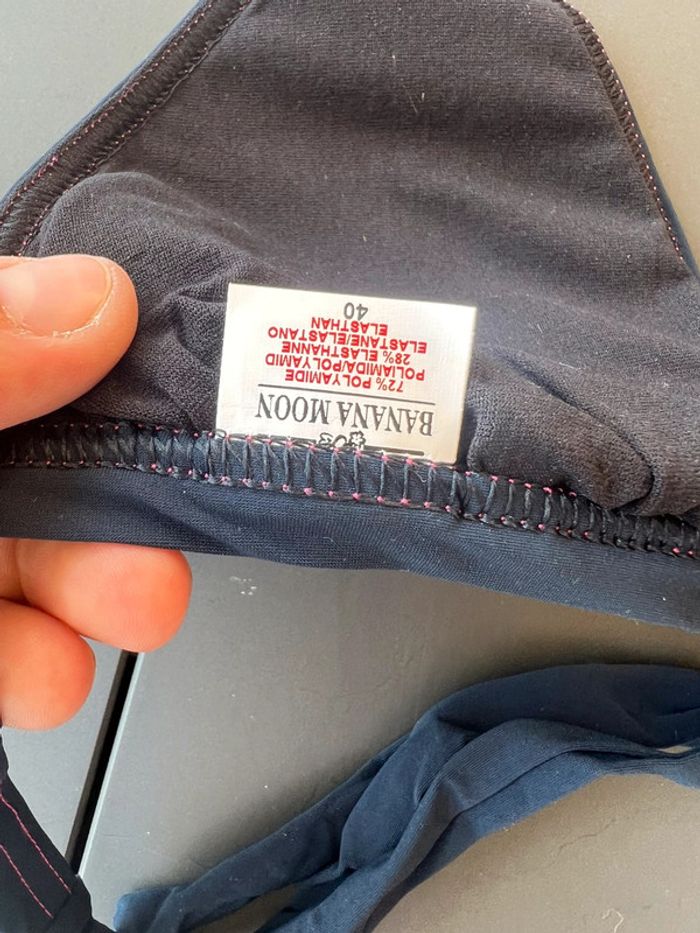 BANANA MOON
72% POLYAMIDE
POLIAMIDA/POLYAMID
28% ELASTHANNE
ELASTANE/ELASTANO
ELASTHAN
40